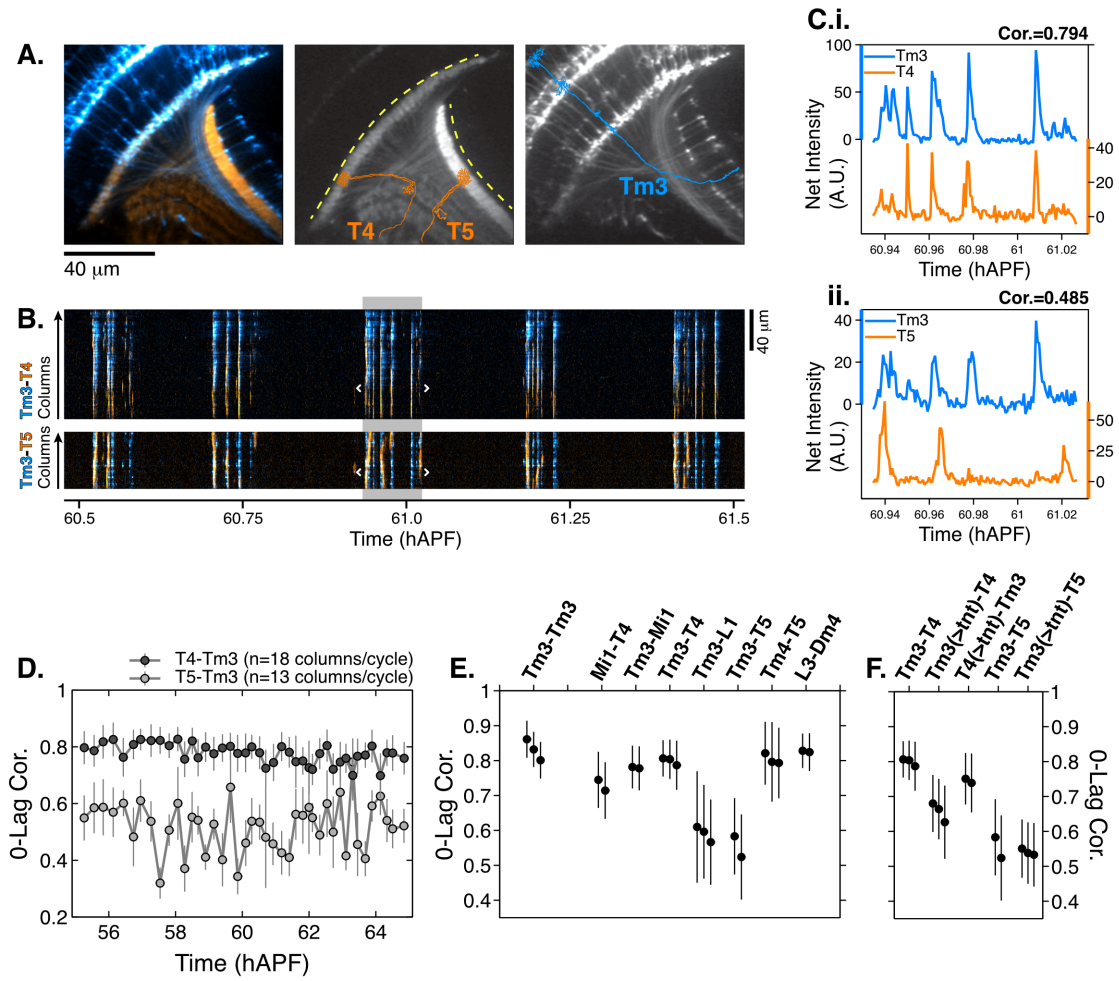 A.
T4
T5
Tm3
40 μm
B.
Tm3-T4
Columns
Tm3-T5
Columns
40 μm
60.5
60.75
61.0
61.25
61.5
Time (hAPF)
C.i.
Cor.=0.794
Tm3
T4
100
50
0
40
20
0
Net Intensity
(A.U.)
60.94
60.96
60.98
61
61.02
Time (hAPF)
ii.
Cor.=0.485
Tm3
T5
40
20
0
50
25
0
Net Intensity
(A.U.)
60.94
60.96
60.98
61
61.02
Time (hAPF)
D.
T4-Tm3 (n=18 columns/cycle)
T5-Tm3 (n=13 columns/cycle)
1
0.8
0.6
0.4
0.2
0-Lag Cor.
56
58
60
62
64
Time (hAPF)
E.
Tm3-Tm3
Mi1-T4
Tm3-Mi1
Tm3-T4
Tm3-L1
Tm3-T5
Tm4-T5
L3-Dm4
1
0.9
0.8
0.7
0.6
0.5
0.4
0-Lag Cor.
F.
Tm3-T4
Tm3(>tnt)-T4
T4(>tnt)-Tm3
Tm3-T5
Tm3(>tnt)-T5
1
0.9
0.8
0.7
0.6
0.5
0.4
0-Lag Cor.